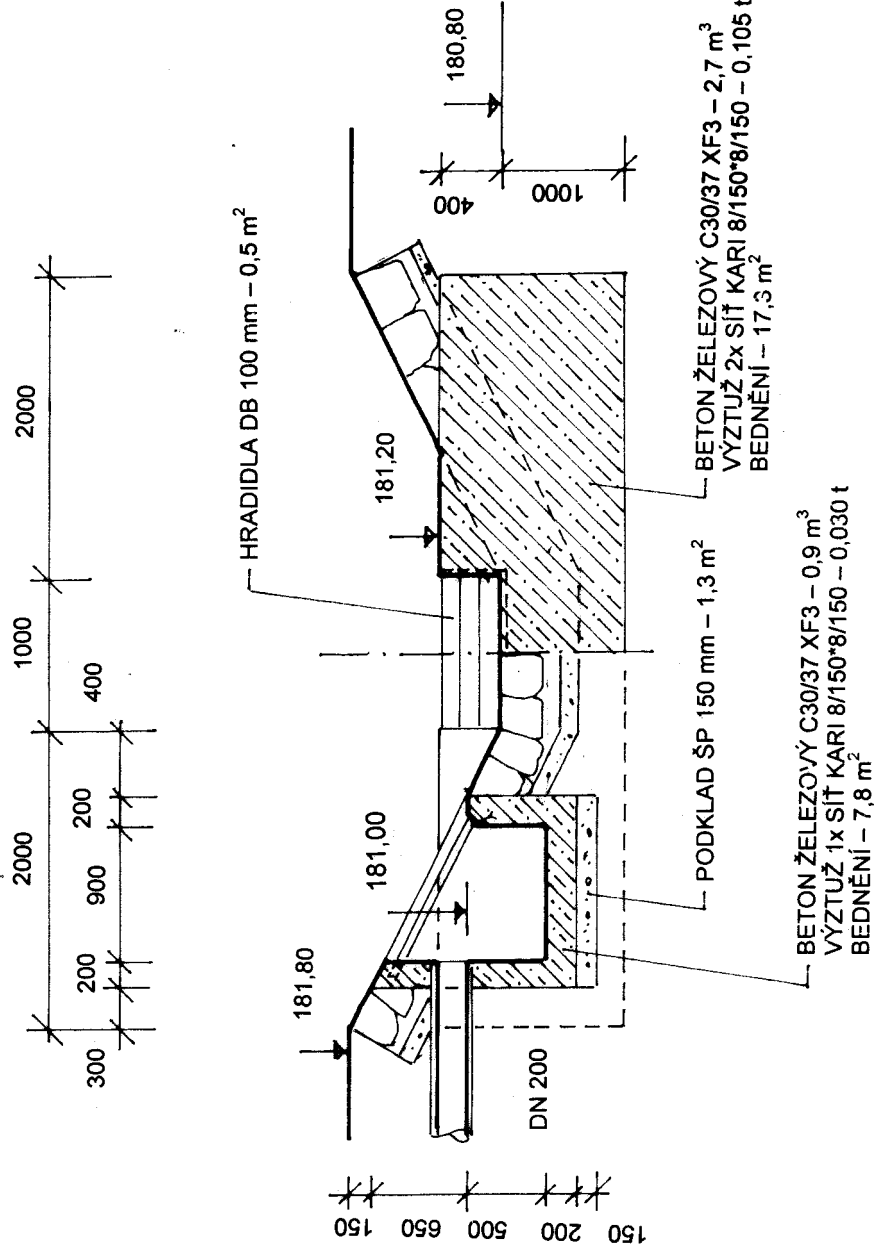 2000
1000
2000
300
200
900
200
400
HRADIDLA DB 100 mm – 0,5 m²
181,80
181,00
181,20
180,80
400
1000
150
650
500
200
150
DN 200
PODKLAD ŠP 150 mm – 1,3 m²
BETON ŽELEZOVÝ C30/37 XF3 – 0,9 m³
VÝZTUŽ 1x SÍŤ KARI 8/150*8/150 – 0,030 t
BEDNĚNÍ – 7,8 m²
BETON ŽELEZOVÝ C30/37 XF3 – 2,7 m³
VÝZTUŽ 2x SÍŤ KARI 8/150*8/150 – 0,105 t
BEDNĚNÍ – 17,3 m²